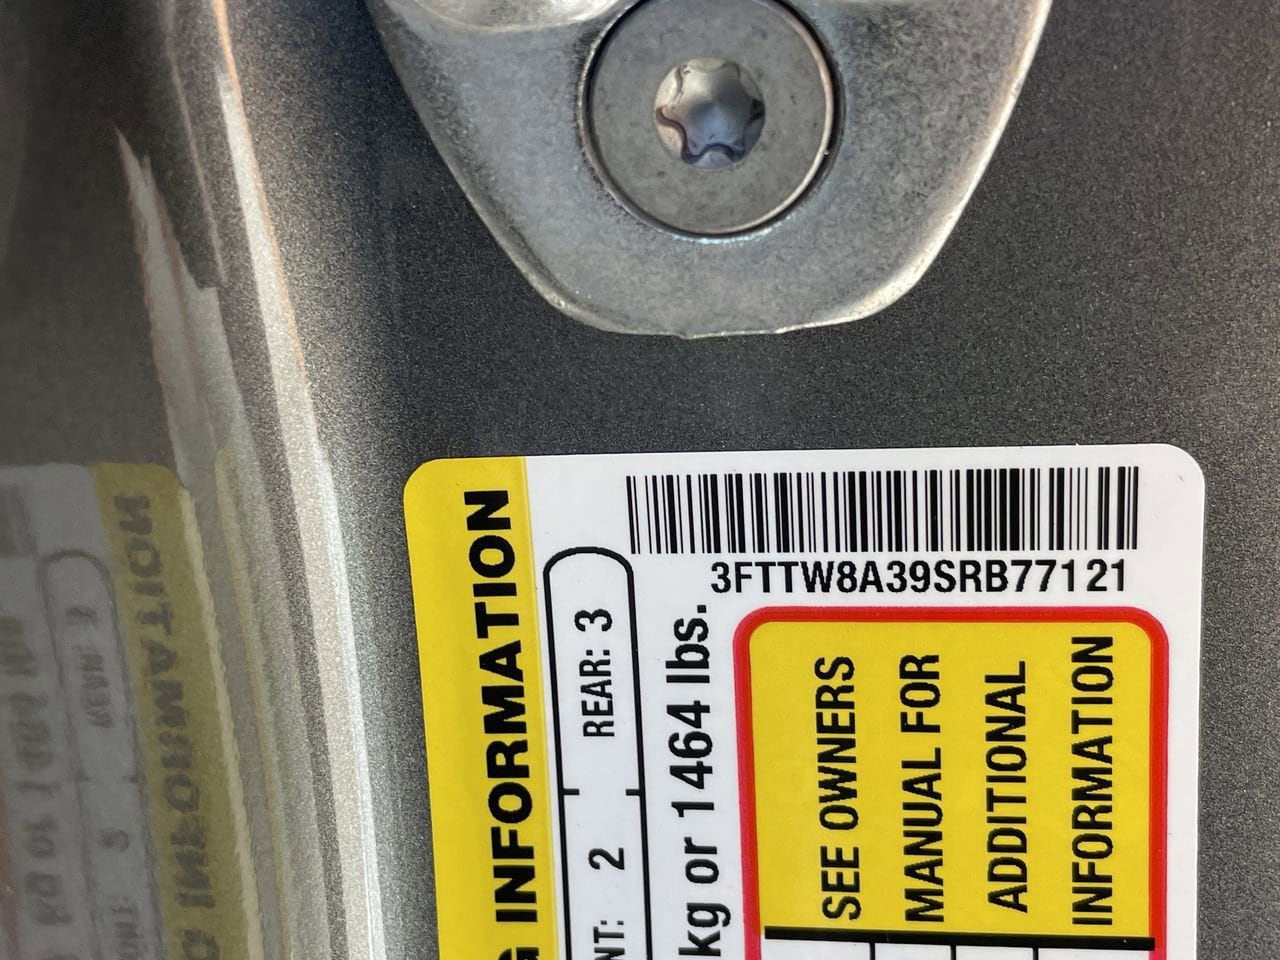 3FTTW8A39SRB77121
G INFORMATION
NT: 2 REAR: 3
kg or 1464 lbs.
SEE OWNERS
MANUAL FOR
ADDITIONAL
INFORMATION